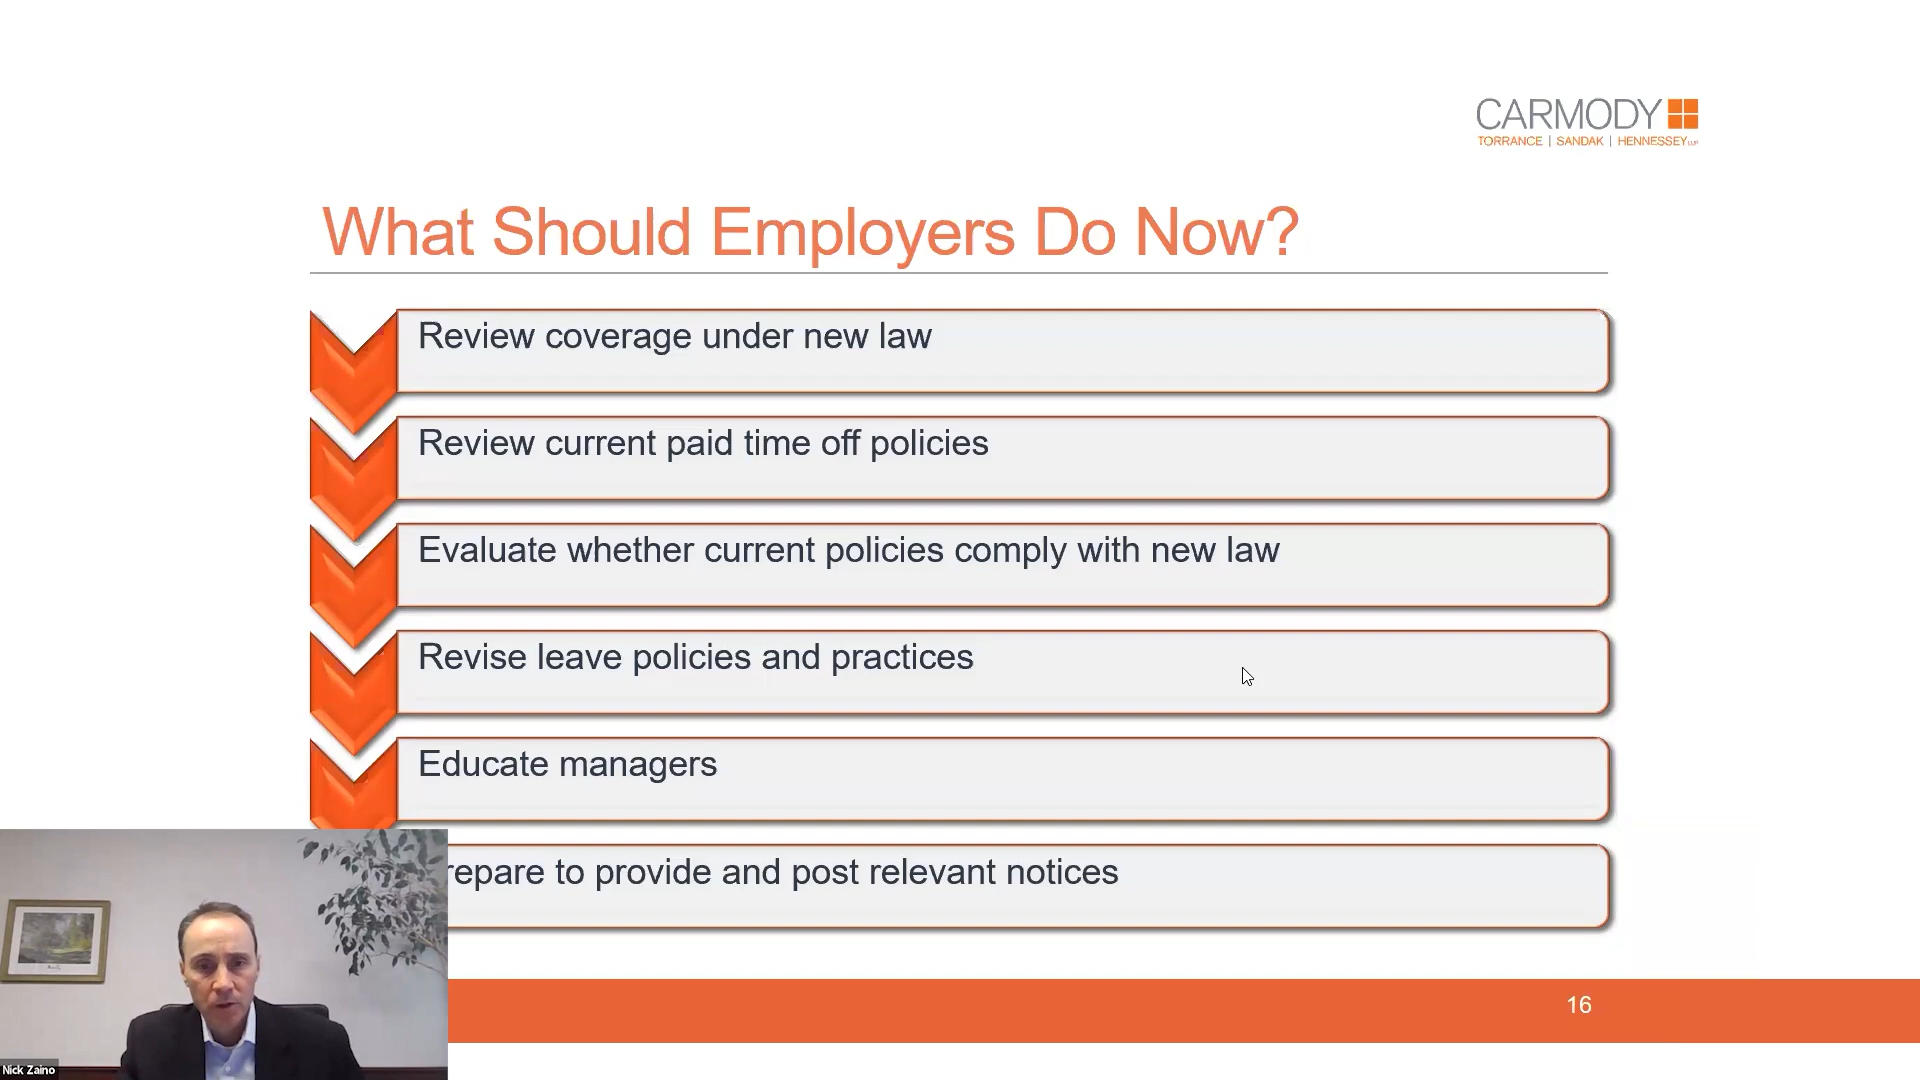 CARMODY
TORRANCE | SANDAK | HENNESSEY LLP
What Should Employers Do Now?
Review coverage under new law
Review current paid time off policies
Evaluate whether current policies comply with new law
Revise leave policies and practices
Educate managers
repare to provide and post relevant notices
16
Nick Zaino